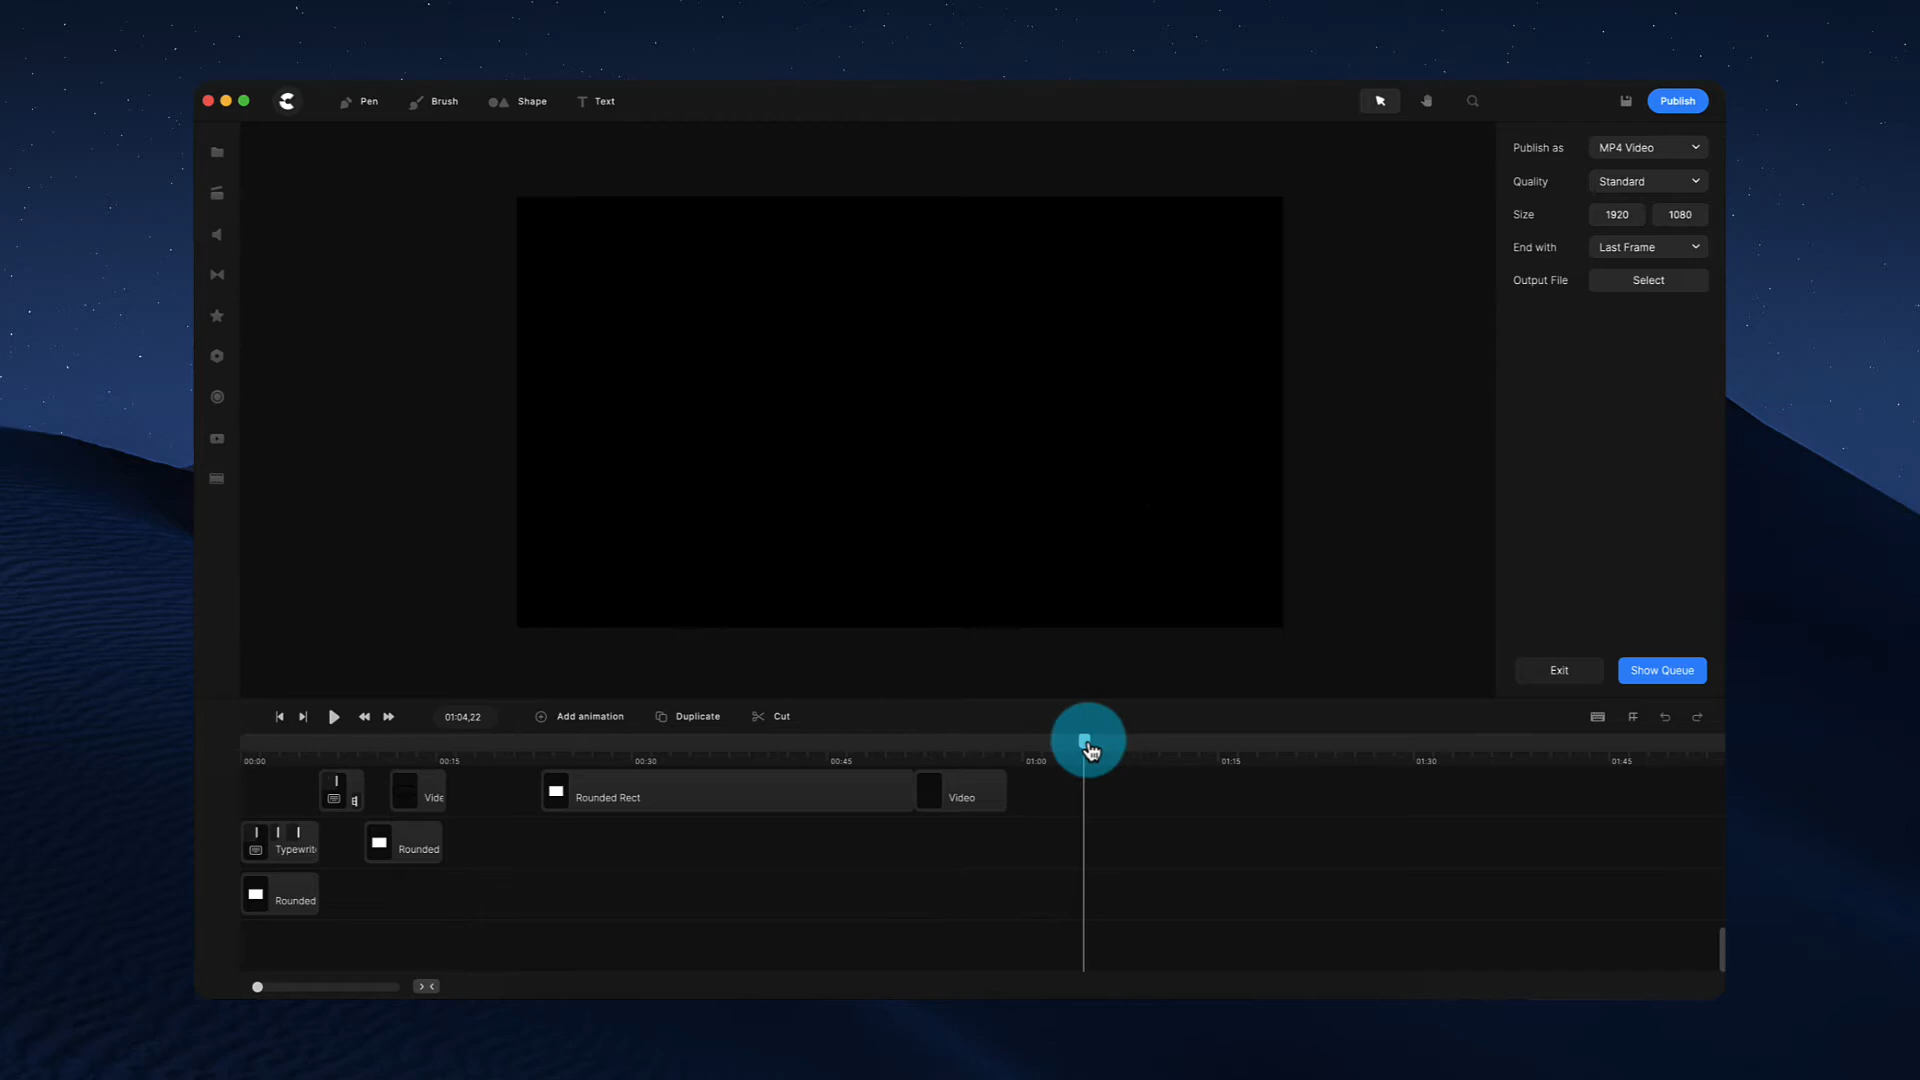 Pen Brush Shape Text Publish
Publish as MP4 Video
Quality Standard
Size 1920 1080
End with Last Frame
Output File Select
Exit Show Queue
01:04,22 Add animation Duplicate Cut
00:00 00:15 00:30 00:45 01:00 01:15 01:30 01:45
Vide Rounded Rect Video
Typewrit Rounded
Rounded